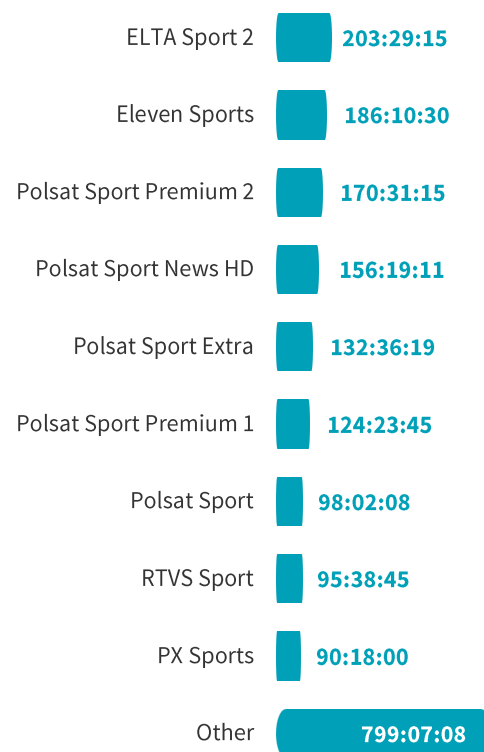 ELTA Sport 2 203:29:15
Eleven Sports 186:10:30
Polsat Sport Premium 2 170:31:15
Polsat Sport News HD 156:19:11
Polsat Sport Extra 132:36:19
Polsat Sport Premium 1 124:23:45
Polsat Sport 98:02:08
RTVS Sport 95:38:45
PX Sports 90:18:00
Other 799:07:08